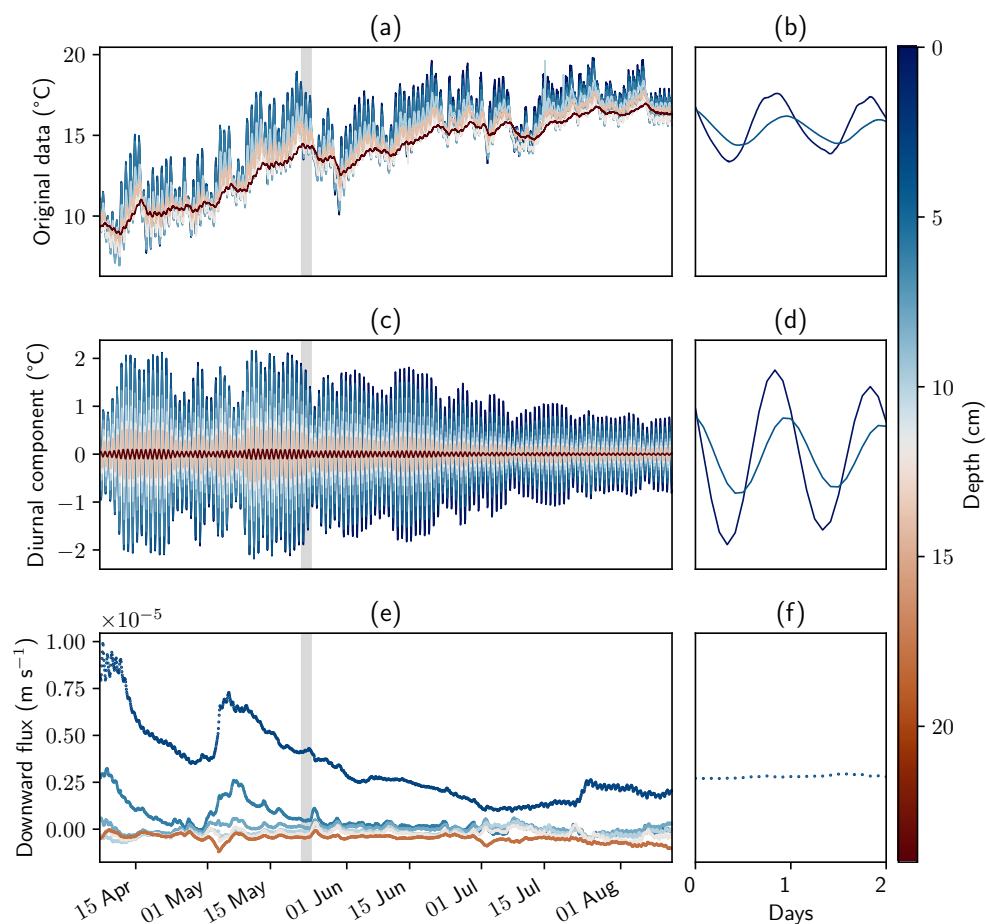 (a)
(b)
Original data (°C)
20
15
10
(c)
(d)
Diurnal component (°C)
2
1
0
−1
−2
(e)
(f)
×10⁻⁵
Downward flux (m s⁻¹)
1.00
0.75
0.50
0.25
0.00
15 Apr
01 May
15 May
01 Jun
15 Jun
01 Jul
15 Jul
01 Aug
0
1
2
Days
0
5
10
15
20
Depth (cm)